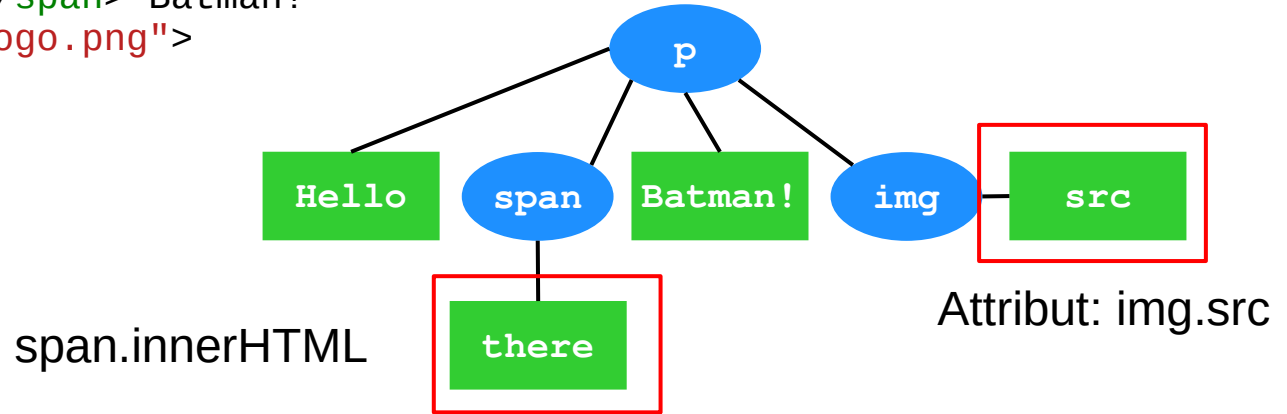 span> Batman!
ogo.png">
p
Hello
span
Batman!
img
src
Attribut: img.src
span.innerHTML
there